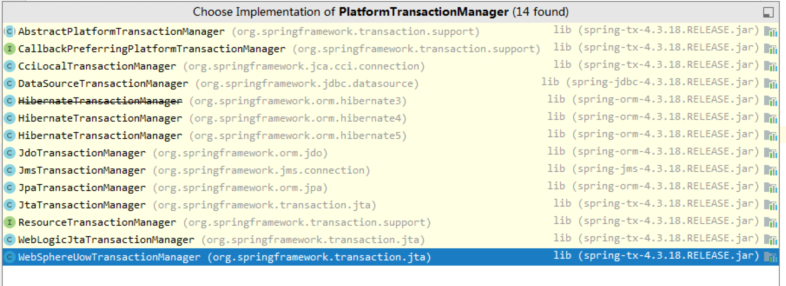 Choose Implementation of PlatformTransactionManager (14 found)
AbstractPlatformTransactionManager (org.springframework.transaction.support) lib (spring-tx-4.3.18.RELEASE.jar)
CallbackPreferringPlatformTransactionManager (org.springframework.transaction.support) lib (spring-tx-4.3.18.RELEASE.jar)
CciLocalTransactionManager (org.springframework.jca.cci.connection) lib (spring-tx-4.3.18.RELEASE.jar)
DataSourceTransactionManager (org.springframework.jdbc.datasource) lib (spring-jdbc-4.3.18.RELEASE.jar)
HibernateTransactionManager (org.springframework.orm.hibernate3) lib (spring-orm-4.3.18.RELEASE.jar)
HibernateTransactionManager (org.springframework.orm.hibernate4) lib (spring-orm-4.3.18.RELEASE.jar)
HibernateTransactionManager (org.springframework.orm.hibernate5) lib (spring-orm-4.3.18.RELEASE.jar)
JdoTransactionManager (org.springframework.orm.jdo) lib (spring-orm-4.3.18.RELEASE.jar)
JmsTransactionManager (org.springframework.jms.connection) lib (spring-jms-4.3.18.RELEASE.jar)
JpaTransactionManager (org.springframework.orm.jpa) lib (spring-orm-4.3.18.RELEASE.jar)
JtaTransactionManager (org.springframework.transaction.jta) lib (spring-tx-4.3.18.RELEASE.jar)
ResourceTransactionManager (org.springframework.transaction.support) lib (spring-tx-4.3.18.RELEASE.jar)
WebLogicJtaTransactionManager (org.springframework.transaction.jta) lib (spring-tx-4.3.18.RELEASE.jar)
WebSphereUowTransactionManager (org.springframework.transaction.jta) lib (spring-tx-4.3.18.RELEASE.jar)